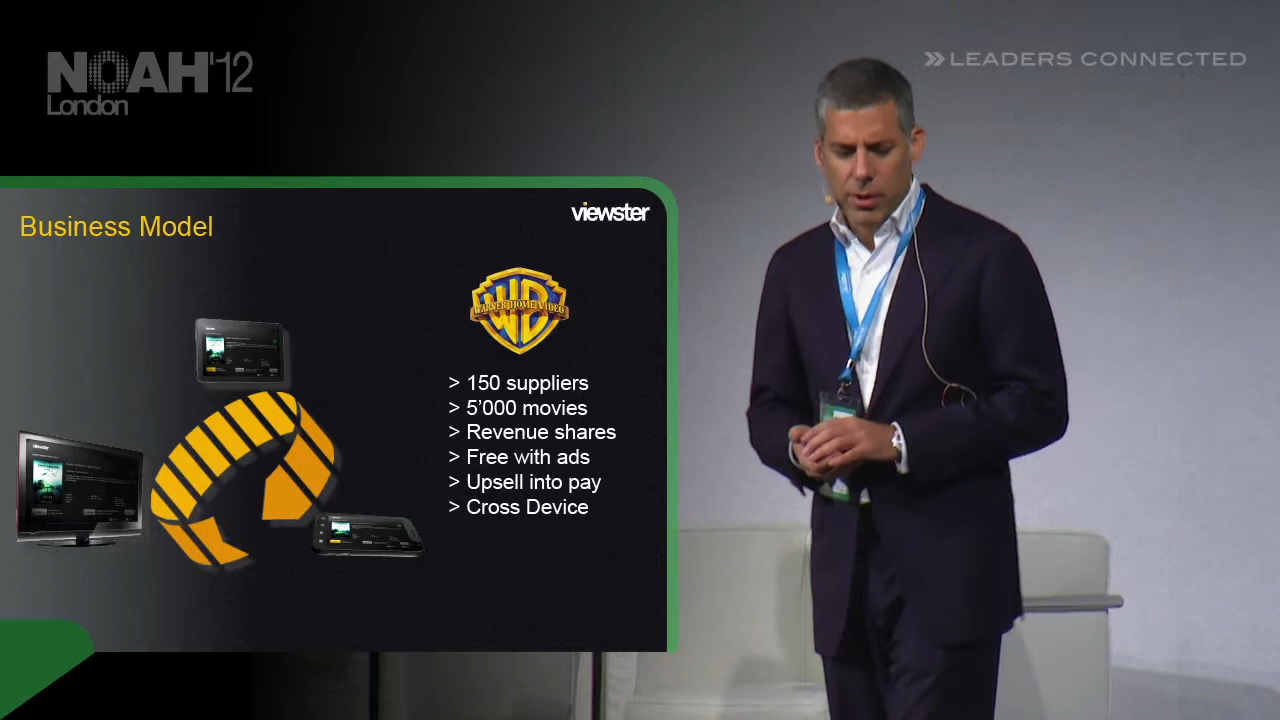 NOAH'12
London
»LEADERS CONNECTED
Business Model
viewster
WARNER HOME VIDEO
> 150 suppliers
> 5'000 movies
> Revenue shares
> Free with ads
> Upsell into pay
> Cross Device